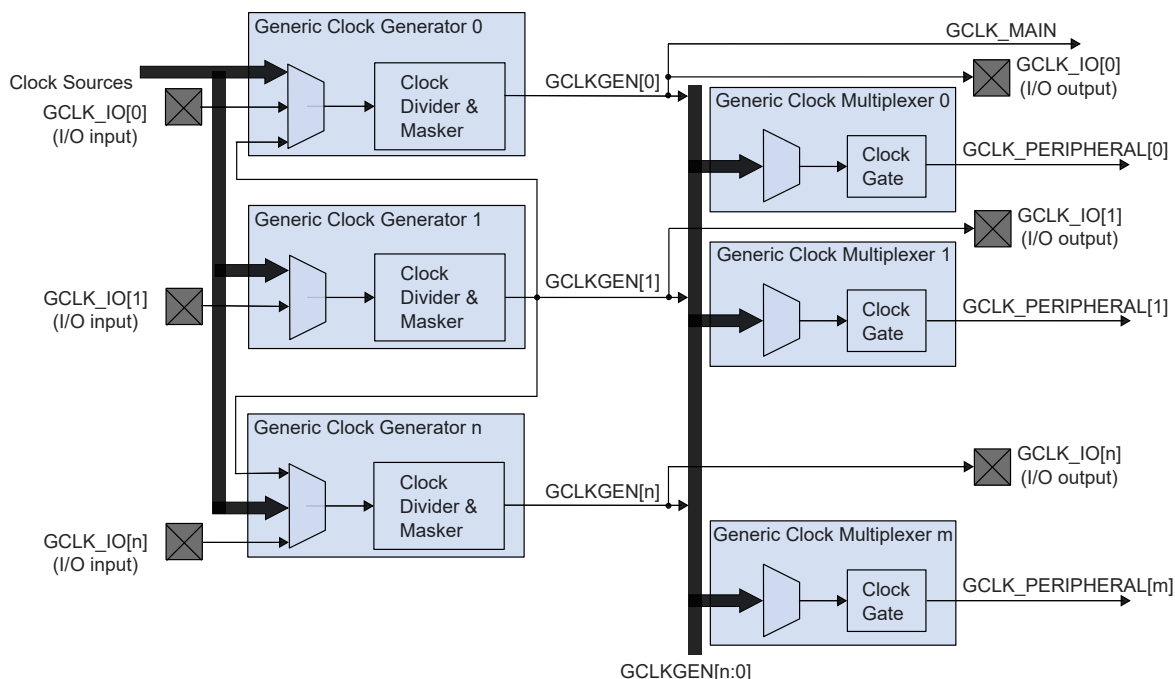 Generic Clock Generator 0
Clock Sources
GCLK_IO[0]
(I/O input)
Clock
Divider &
Masker
GCLKGEN[0]
GCLK_MAIN
GCLK_IO[0]
(I/O output)
Generic Clock Multiplexer 0
Clock
Gate
GCLK_PERIPHERAL[0]
Generic Clock Generator 1
GCLK_IO[1]
(I/O input)
Clock
Divider &
Masker
GCLKGEN[1]
GCLK_IO[1]
(I/O output)
Generic Clock Multiplexer 1
Clock
Gate
GCLK_PERIPHERAL[1]
Generic Clock Generator n
GCLK_IO[n]
(I/O input)
Clock
Divider &
Masker
GCLKGEN[n]
GCLK_IO[n]
(I/O output)
Generic Clock Multiplexer m
Clock
Gate
GCLK_PERIPHERAL[m]
GCLKGEN[n:0]